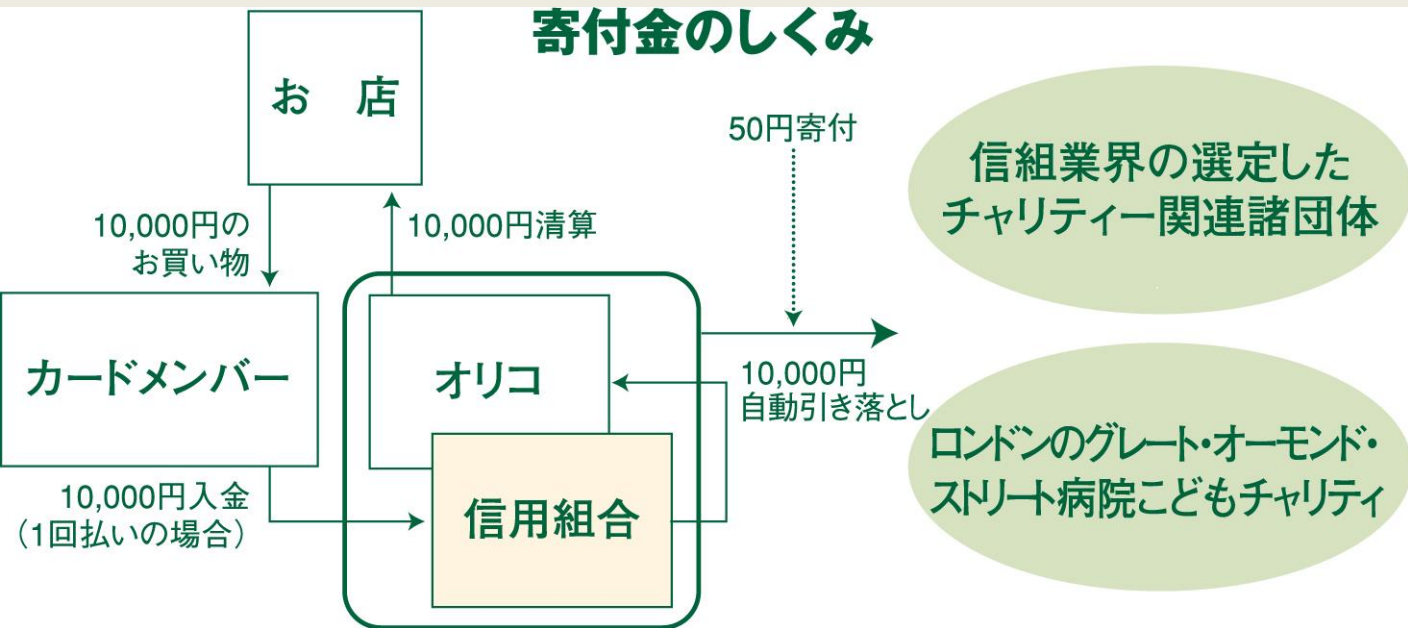 寄付金のしくみ
お 店
50円寄付
信組業界の選定した
チャリティー関連諸団体
10,000円の
お買い物
10,000円清算
カードメンバー
オリコ
10,000円
自動引き落とし
ロンドンのグレート・オーモンド・
ストリート病院こどもチャリティ
10,000円入金
（1回払いの場合）
信用組合